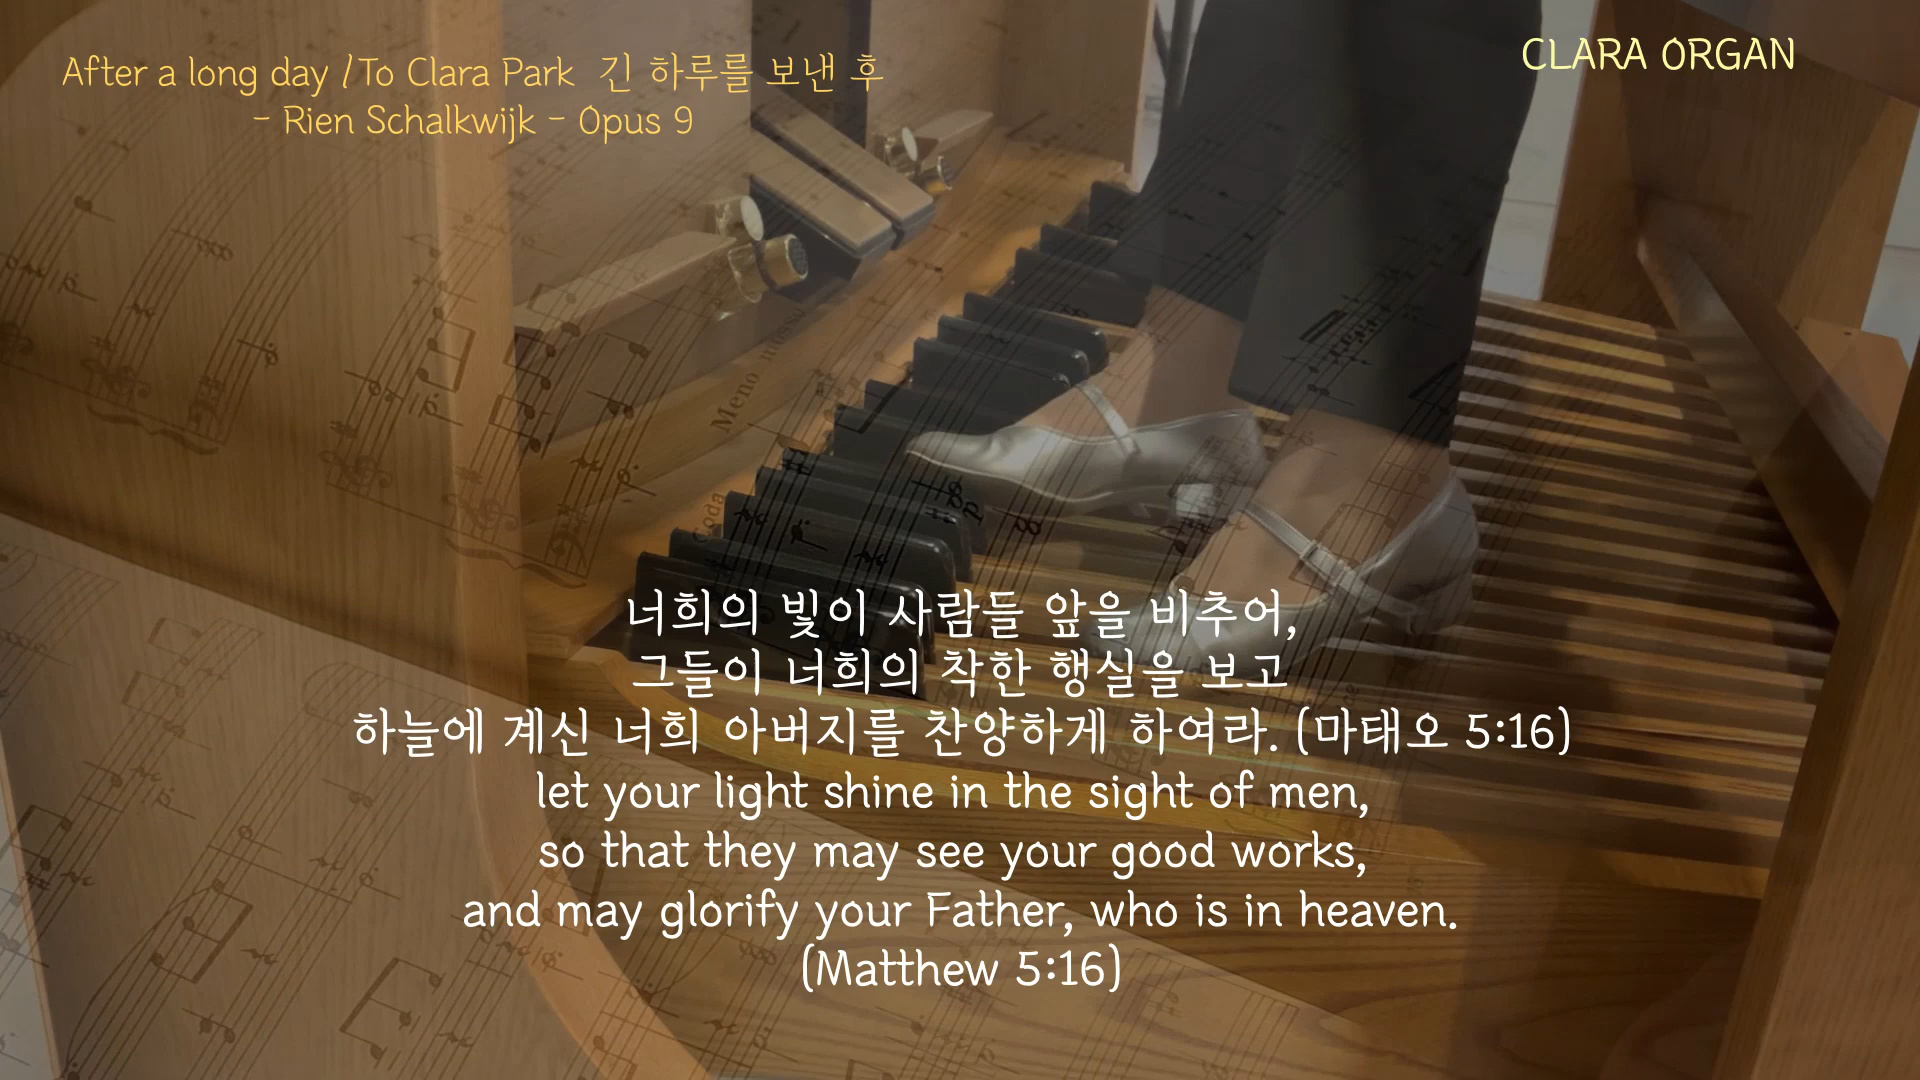 After a long day / To Clara Park 긴 하루를 보낸 후
- Rien Schalkwijk - Opus 9
CLARA ORGAN
Meno mosso
Coda
너희의 빛이 사람들 앞을 비추어,
그들이 너희의 착한 행실을 보고
하늘에 계신 너희 아버지를 찬양하게 하여라. (마태오 5:16)
let your light shine in the sight of men,
so that they may see your good works,
and may glorify your Father, who is in heaven.
(Matthew 5:16)